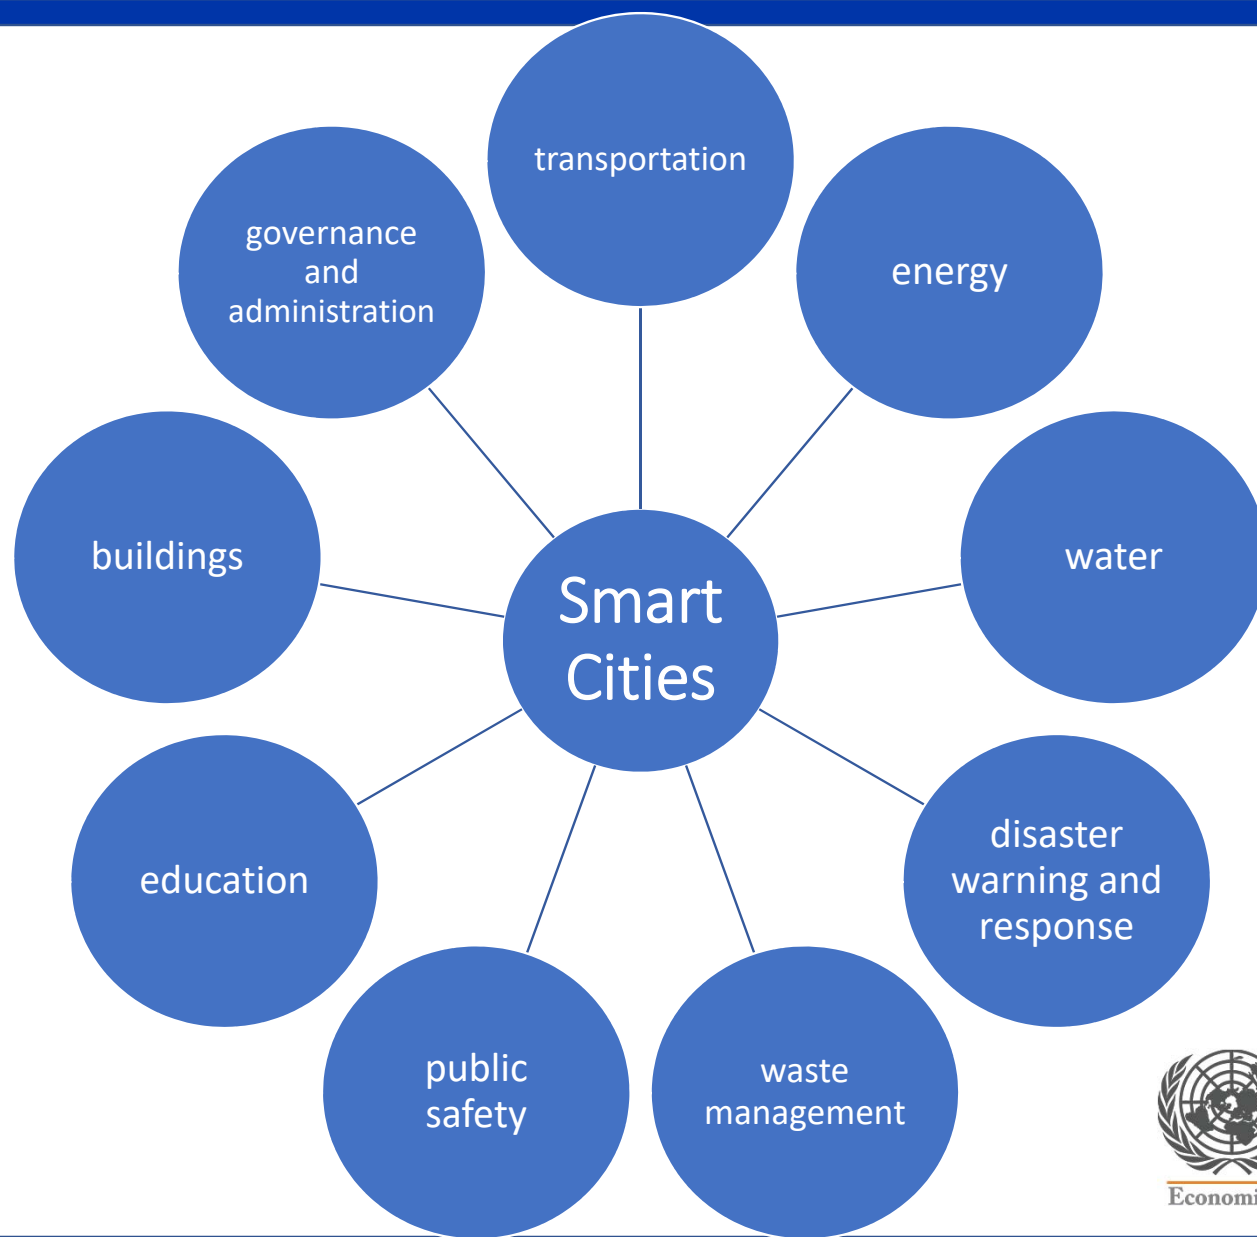 transportation
energy
water
disaster
warning and
response
waste
management
public
safety
education
buildings
governance
and
administration
Smart
Cities